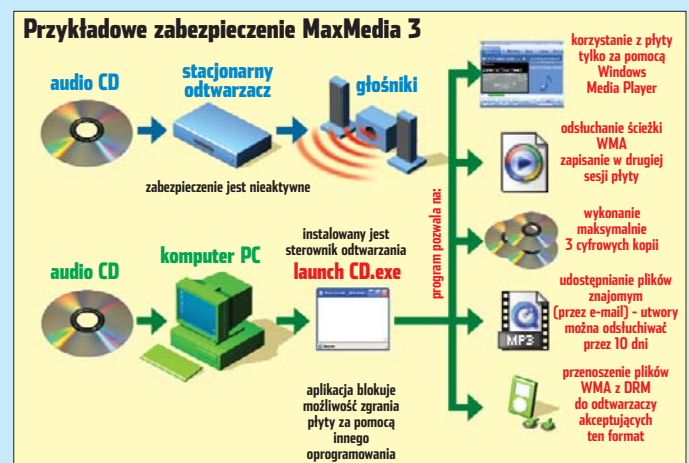 Przykładowe zabezpieczenie MaxMedia 3
audio CD
stacjonarny
odtwarzacz
głośniki
zabezpieczenie jest nieaktywne
audio CD
komputer PC
instalowany jest
sterownik odtwarzania
launch CD.exe
aplikacja blokuje
możliwość zgrania
płyty za pomocą
innego
oprogramowania
program pozwala na:
korzystanie z płyty
tylko za pomocą
Windows
Media Player
odsłuchanie ścieżki
WMA
zapisanie w drugiej
sesji płyty
wykonanie
maksymalnie
3 cyfrowych kopii
MP3
udostępnianie plików
znajomym
(przez e-mail) - utwory
można odsłuchiwać
przez 10 dni
przenoszenie plików
WMA z DRM
do odtwarzaczy
akceptujących
ten format